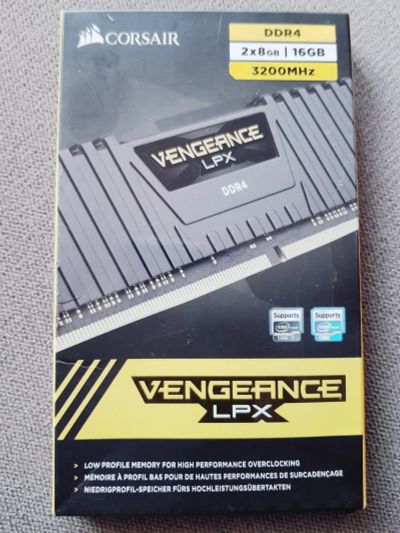 CORSAIR
DDR4
2x8GB | 16GB
3200MHz
VENGEANCE
LPX
DDR4
Supports
Supports
VENGEANCE
LPX
> LOW PROFILE MEMORY FOR HIGH PERFORMANCE OVERCLOCKING
> MÉMOIRE À PROFIL BAS POUR DE HAUTES PERFORMANCES DE SURCADENÇAGE
> NIEDRIGPROFIL-SPEICHER FÜRS HOCHLEISTUNGSÜBERTAKTEN